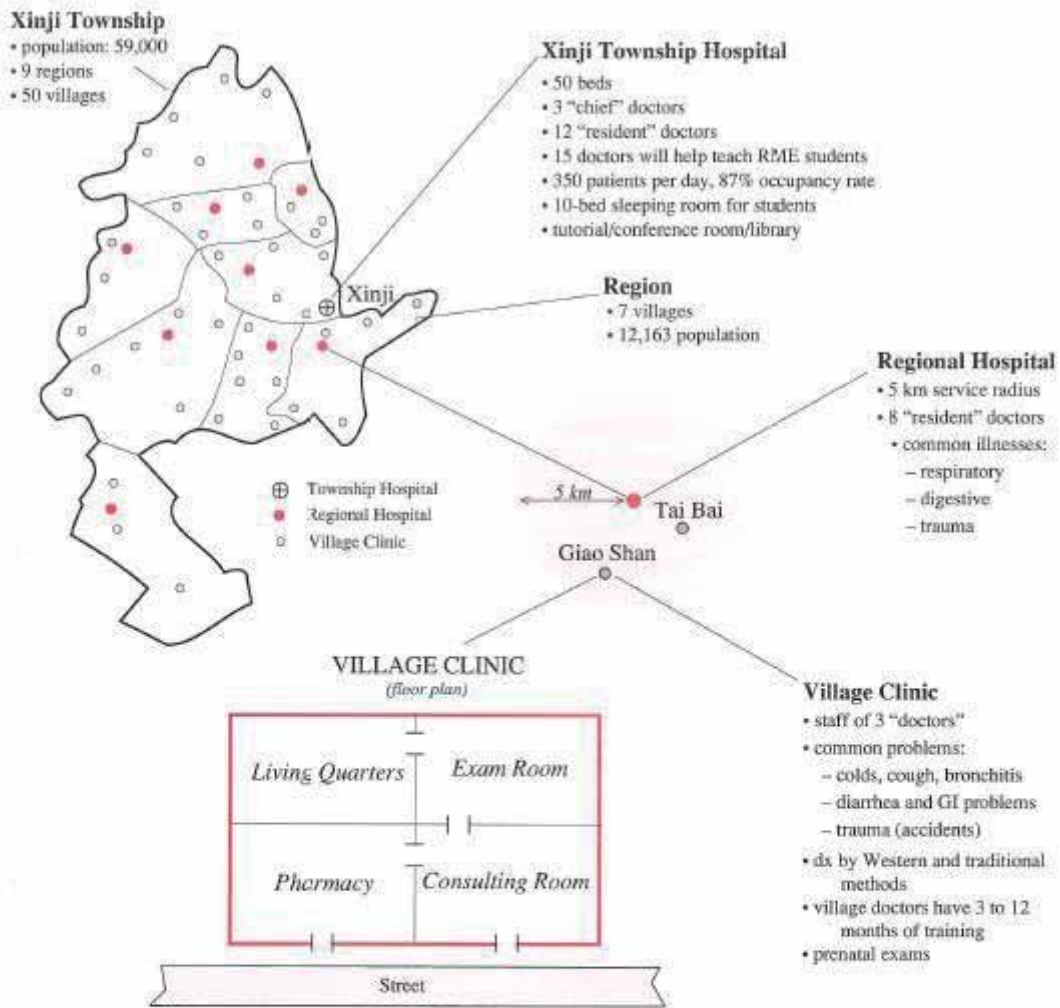 Xinji Township
• population: 59,000
• 9 regions
• 50 villages
Xinji Township Hospital
• 50 beds
• 3 “chief” doctors
• 12 “resident” doctors
• 15 doctors will help teach RME students
• 350 patients per day, 87% occupancy rate
• 10-bed sleeping room for students
• tutorial/conference room/library
Xinji
Region
• 7 villages
• 12,163 population
Regional Hospital
• 5 km service radius
• 8 “resident” doctors
• common illnesses:
– respiratory
– digestive
– trauma
Township Hospital
Regional Hospital
Village Clinic
5 km
Tai Bai
Giao Shan
VILLAGE CLINIC
(floor plan)
Living Quarters
Exam Room
Pharmacy
Consulting Room
Street
Village Clinic
• staff of 3 “doctors”
• common problems:
– colds, cough, bronchitis
– diarrhea and GI problems
– trauma (accidents)
• dx by Western and traditional
methods
• village doctors have 3 to 12
months of training
• prenatal exams